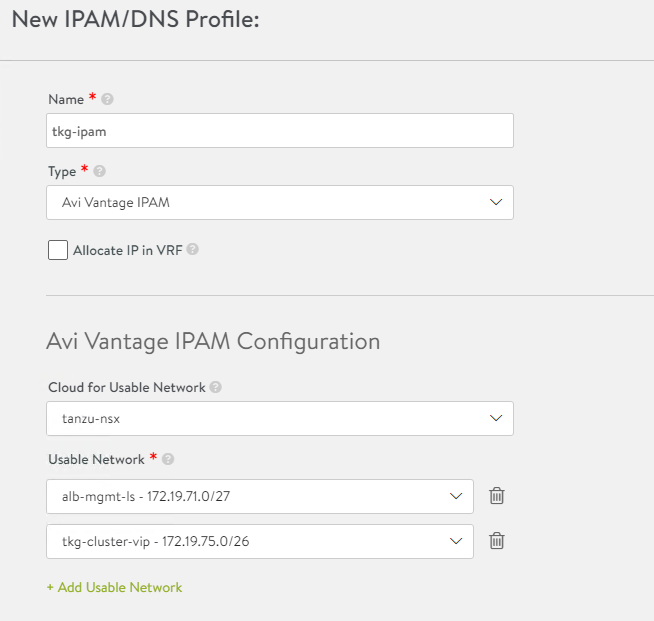 New IPAM/DNS Profile:
Name * ?
tkg-ipam
Type * ?
Avi Vantage IPAM
Allocate IP in VRF ?
Avi Vantage IPAM Configuration
Cloud for Usable Network ?
tanzu-nsx
Usable Network * ?
alb-mgmt-ls - 172.19.71.0/27
tkg-cluster-vip - 172.19.75.0/26
+ Add Usable Network